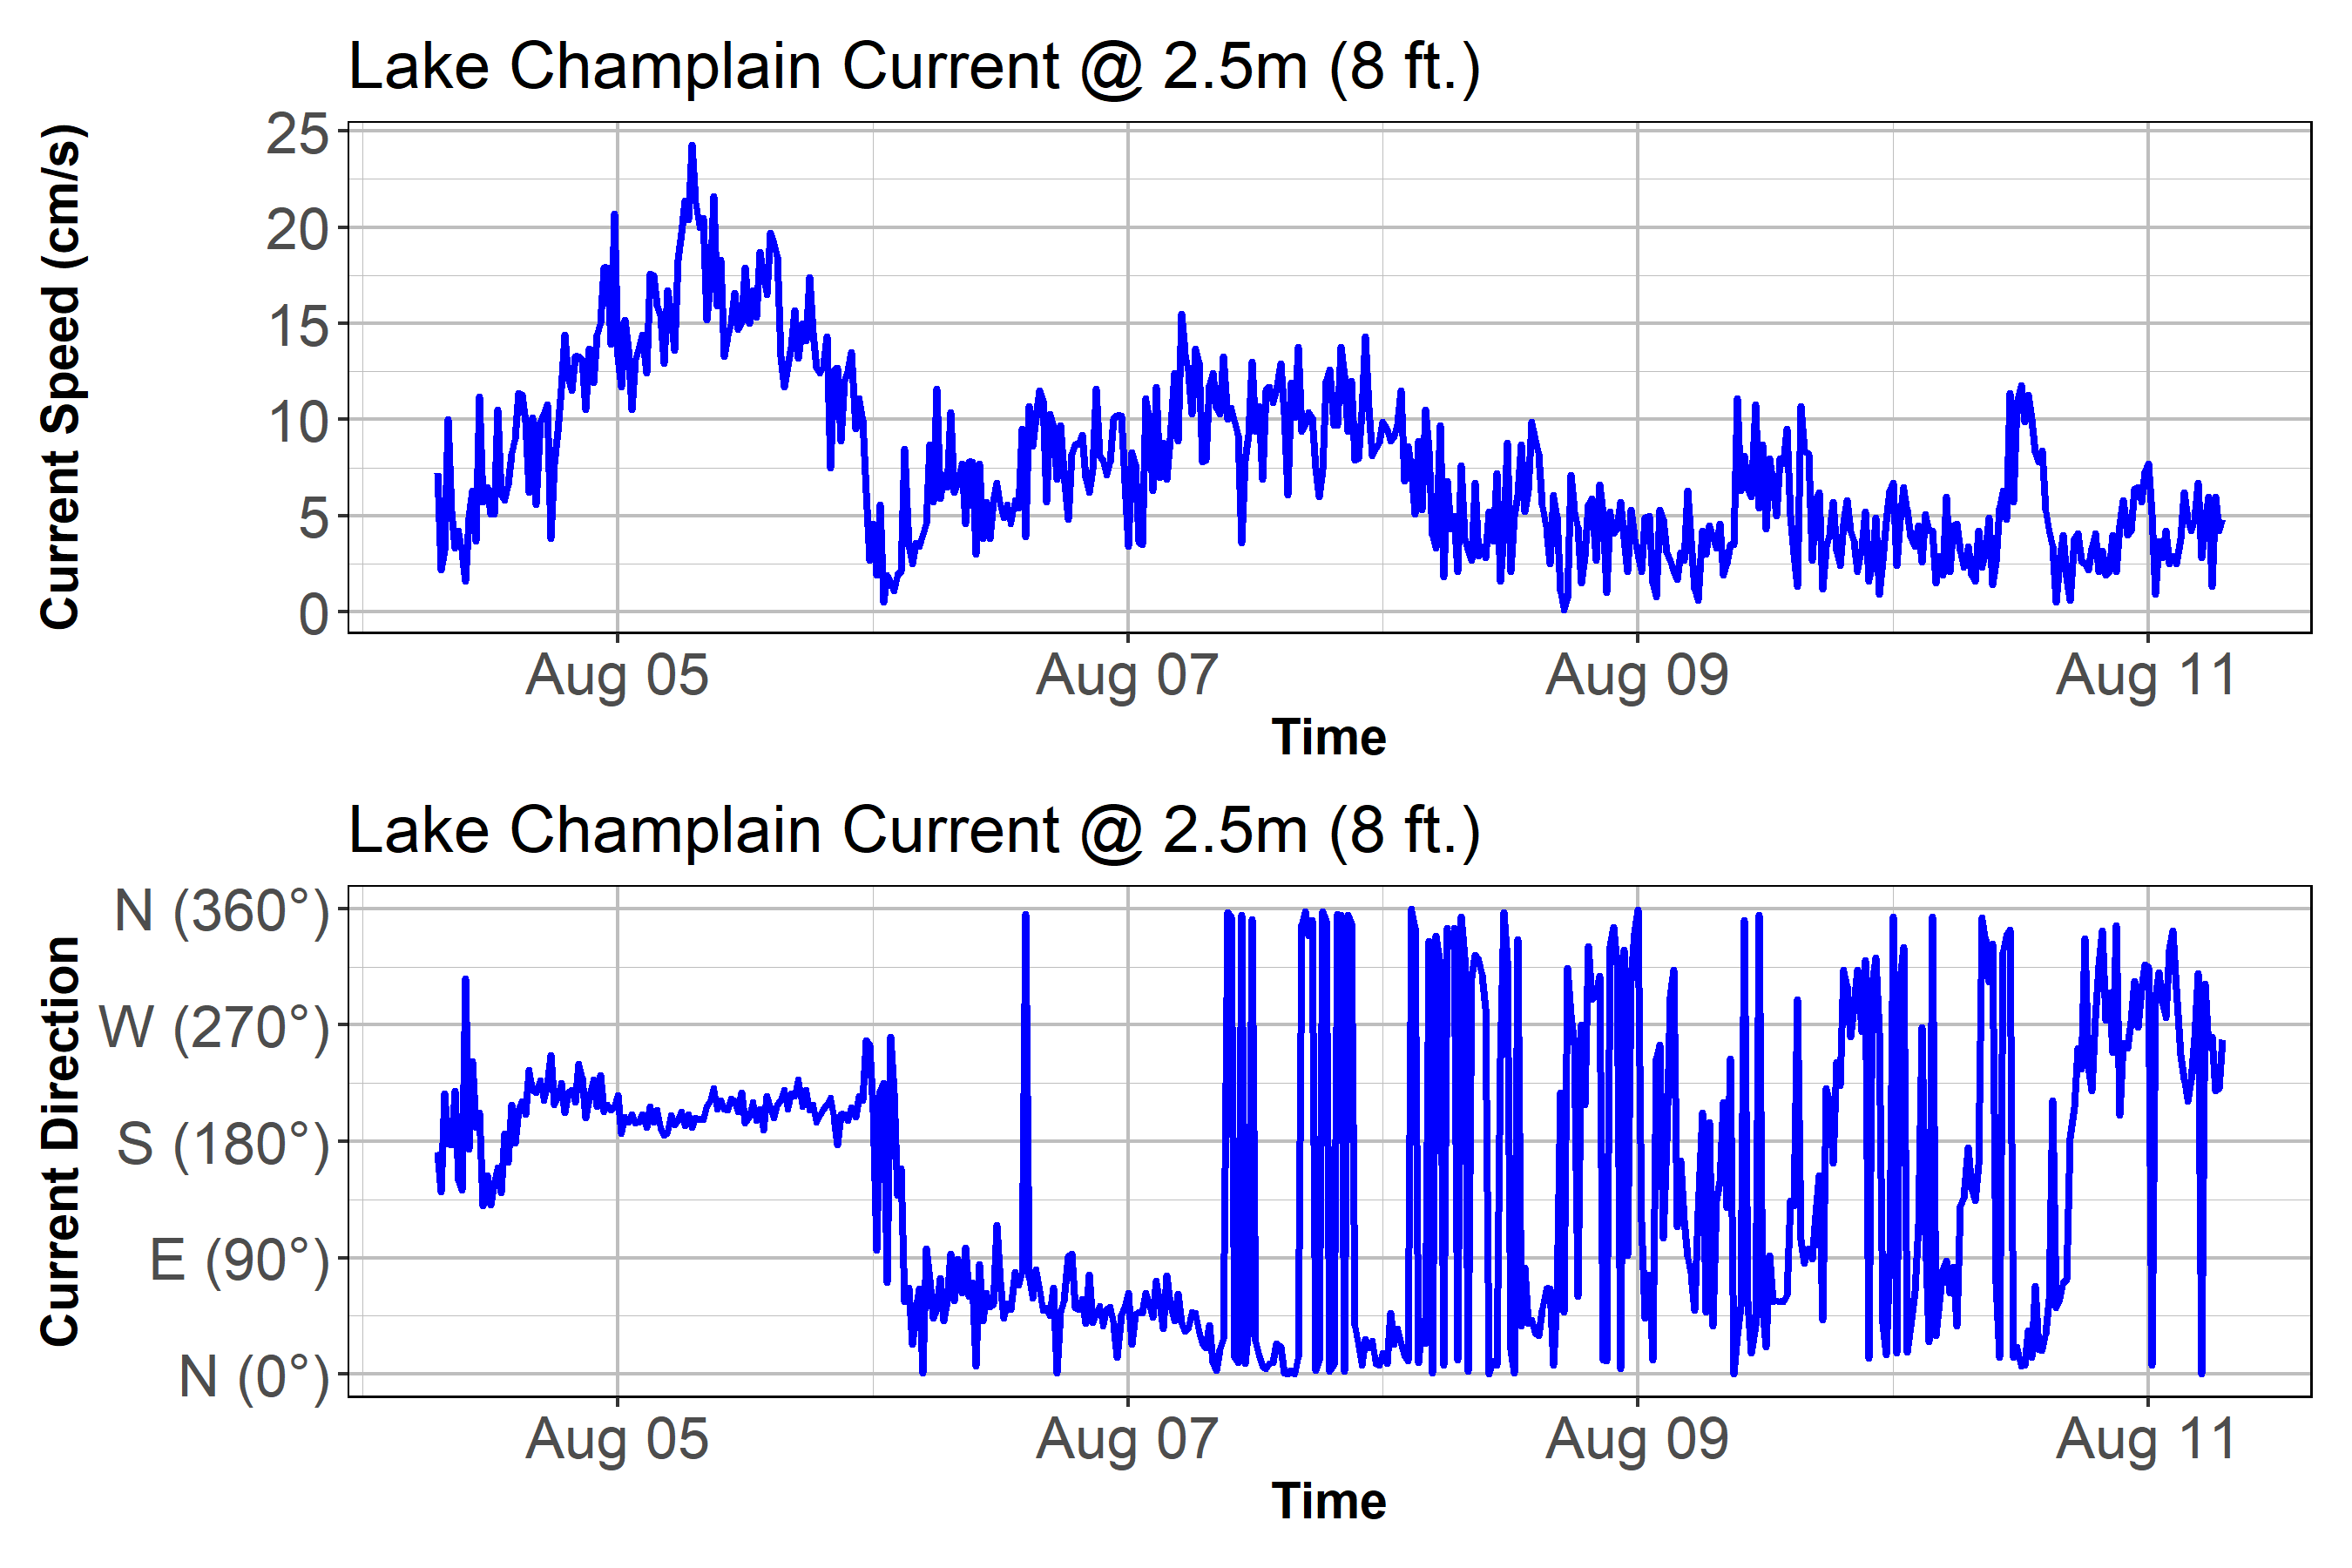 Lake Champlain Current @ 2.5m (8 ft.)
Current Speed (cm/s)
25
20
15
10
5
0
Aug 05 Aug 07 Aug 09 Aug 11
Time
Lake Champlain Current @ 2.5m (8 ft.)
Current Direction
N (360°)
W (270°)
S (180°)
E (90°)
N (0°)
Aug 05 Aug 07 Aug 09 Aug 11
Time